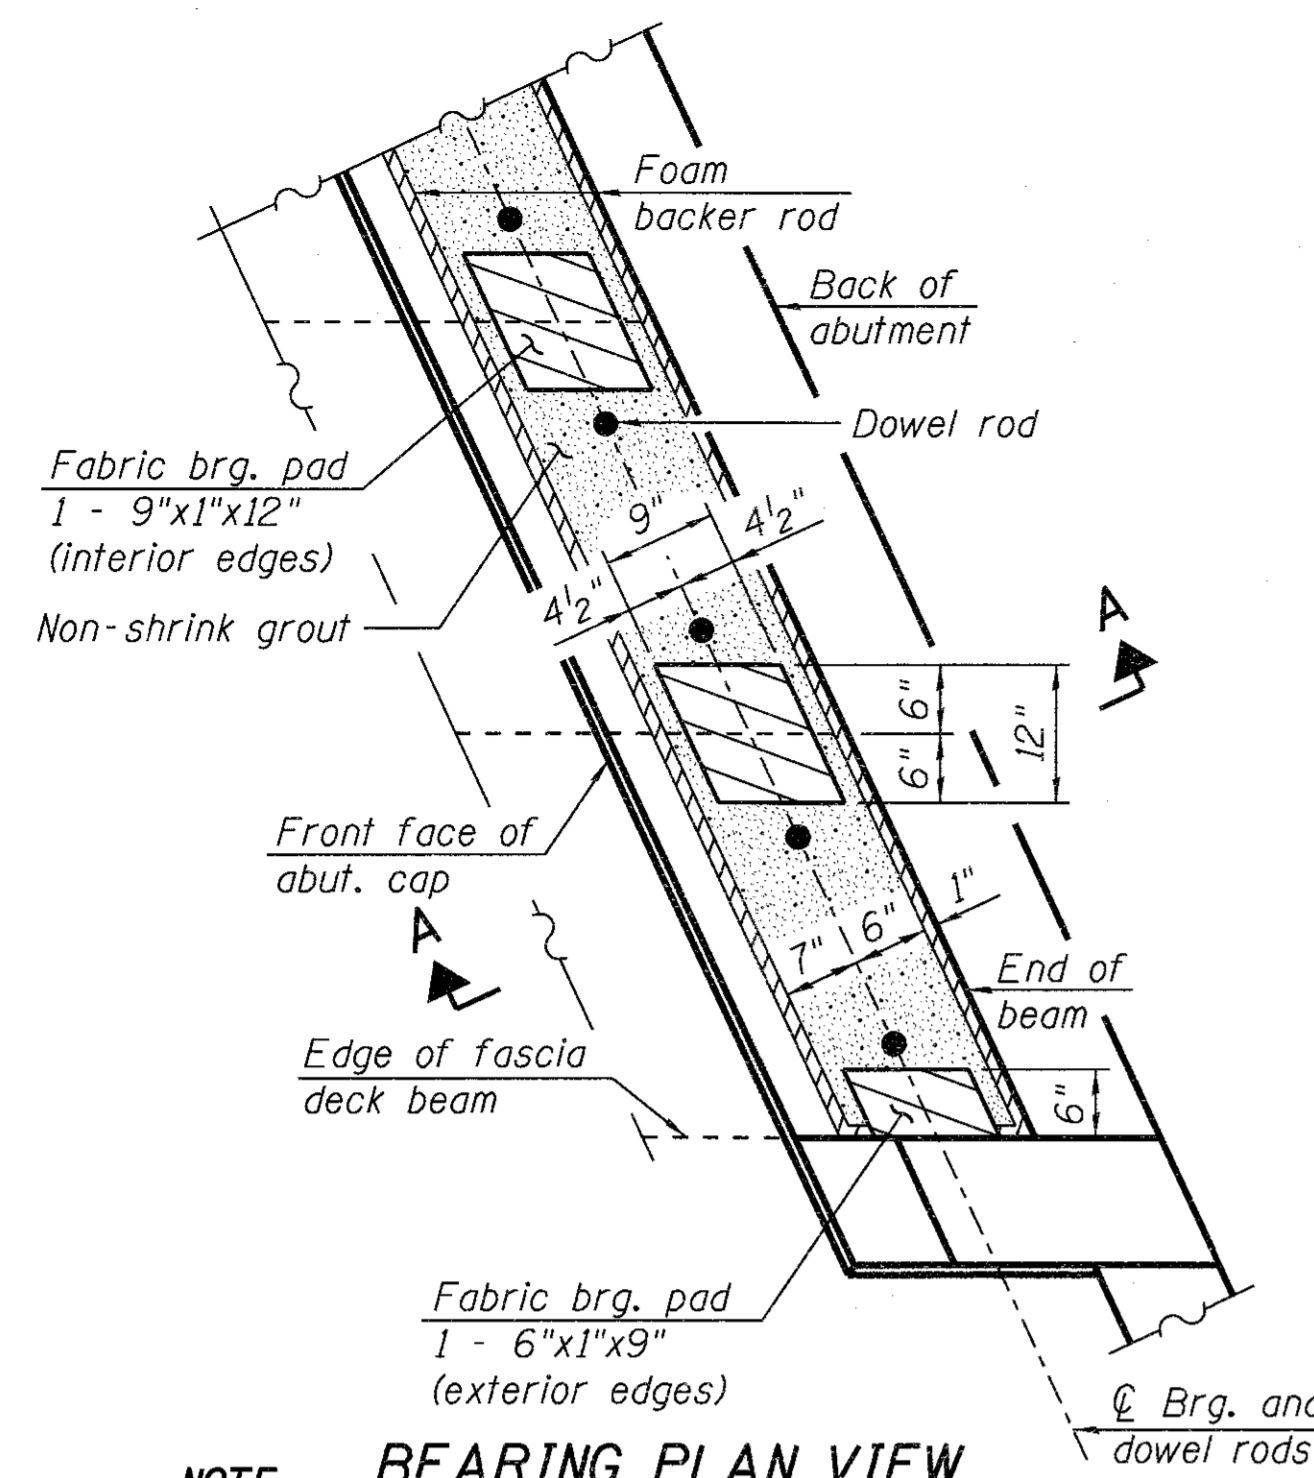 Foam
backer rod
Back of
abutment
Dowel rod
Fabric brg. pad
1 - 9"x1"x12"
(interior edges)
Non-shrink grout
9"
4½"
4½"
A
6"
6"
12"
Front face of
abut. cap
A
1"
6"
7"
End of
beam
Edge of fascia
deck beam
6"
Fabric brg. pad
1 - 6"x1"x9"
(exterior edges)
℄ Brg. and
dowel rods
BEARING PLAN VIEW
NOTE